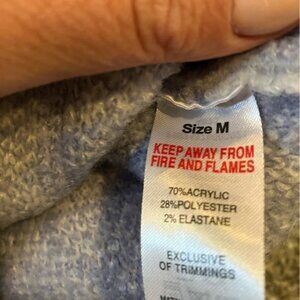 Size M
KEEP AWAY FROM
FIRE AND FLAMES
70%ACRYLIC
28%POLYESTER
2% ELASTANE
EXCLUSIVE
OF TRIMMINGS